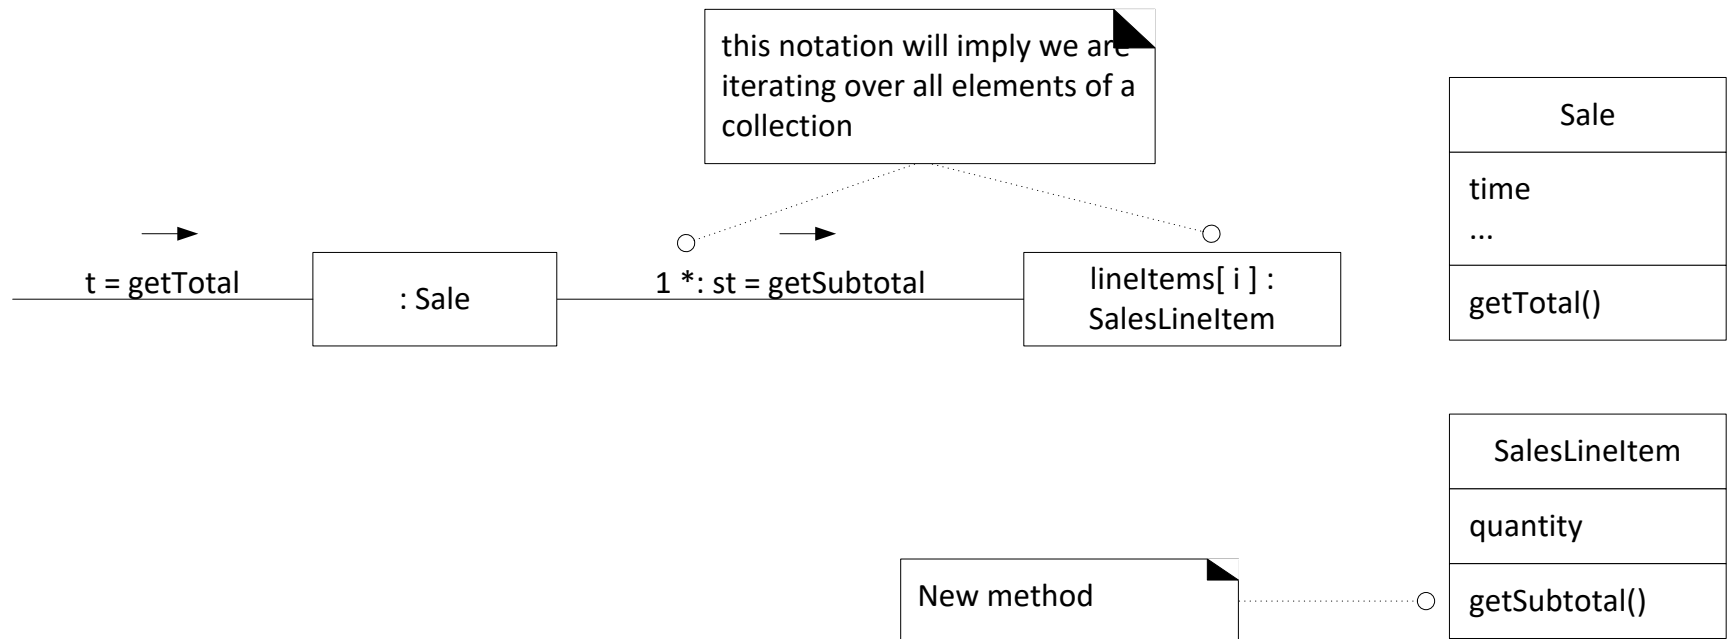 this notation will imply we are
iterating over all elements of a
collection
t = getTotal
: Sale
1 *: st = getSubtotal
lineItems[ i ] :
SalesLineItem
Sale
time
...
getTotal()
SalesLineItem
quantity
getSubtotal()
New method